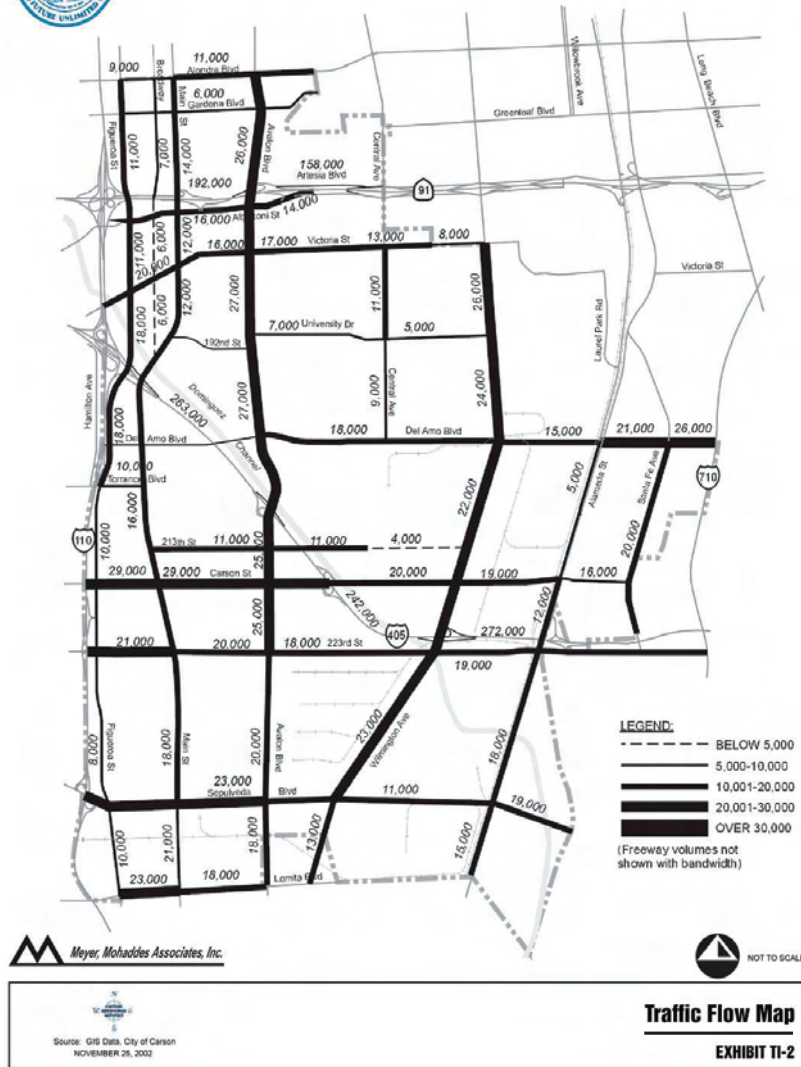 FUTURE UNLIMITED
11,000
Alondra Blvd
9,000
Broadway
Main St
6,000
Gardena Blvd
Willowbrook Ave
Long Beach Blvd
Greenleaf Blvd
Figueroa St
11,000
7,000
14,000
26,000
Avalon Blvd
Central Ave
158,000
Artesia Blvd
192,000
91
16,000
Albertoni St
14,000
12,000
6,000
11,000
16,000
17,000
Victoria St
13,000
8,000
Victoria St
20,000
6,000
12,000
27,000
11,000
26,000
18,000
7,000
University Dr
5,000
192nd St
Laurel Park Rd
Hamilton Ave
263,000
Dominguez
Channel
27,000
9,000
Central Ave
24,000
18,000
Del Amo Blvd
18,000
Del Amo Blvd
15,000
21,000
26,000
10,000
Torrance Blvd
710
16,000
22,000
5,000
Alameda St
Santa Fe Ave
20,000
110
10,000
213th St
11,000
11,000
4,000
25,000
29,000
29,000
Carson St
20,000
19,000
16,000
242,000
12,000
25,000
405
272,000
21,000
20,000
18,000
223rd St
19,000
Figueroa St
8,000
Main St
18,000
Avalon Blvd
20,000
23,000
Wilmington Ave
18,000
23,000
Sepulveda
Blvd
11,000
19,000
10,000
21,000
18,000
13,000
15,000
23,000
18,000
Lomita Blvd
LEGEND:
BELOW 5,000
5,000-10,000
10,001-20,000
20,001-30,000
OVER 30,000
(Freeway volumes not
shown with bandwidth)
Meyer, Mohaddes Associates, Inc.
NOT TO SCALE
Source: GIS Data, City of Carson
NOVEMBER 25, 2002
Traffic Flow Map
EXHIBIT TI-2